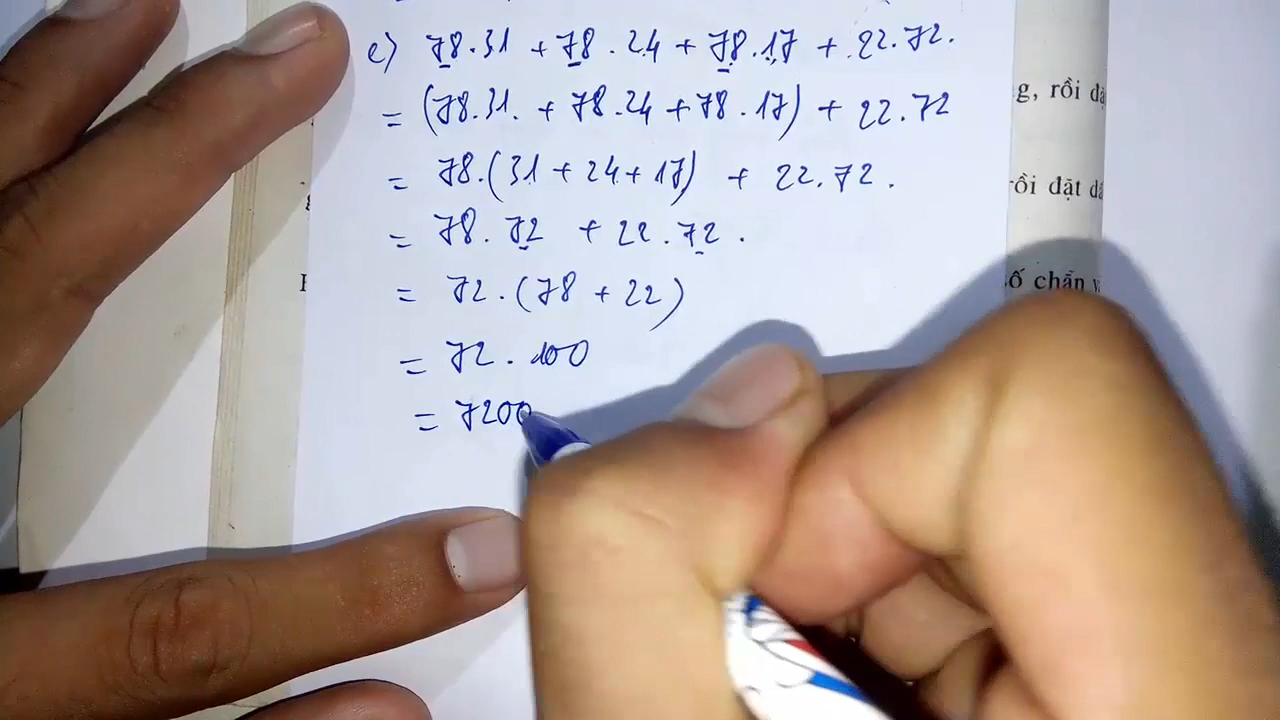 e) 78.31 + 78.24 + 78.17 + 22.72.
= (78.31. + 78.24 + 78.17) + 22.72
= 78.(31 + 24 + 17) + 22.72.
= 78.72 + 22.72.
= 72.(78 + 22)
= 72.100
= 7200
g, rồi
rồi đặt
số chẵn